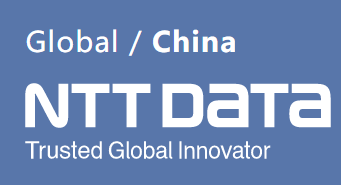 Global / China
NTT DATA
Trusted Global Innovator